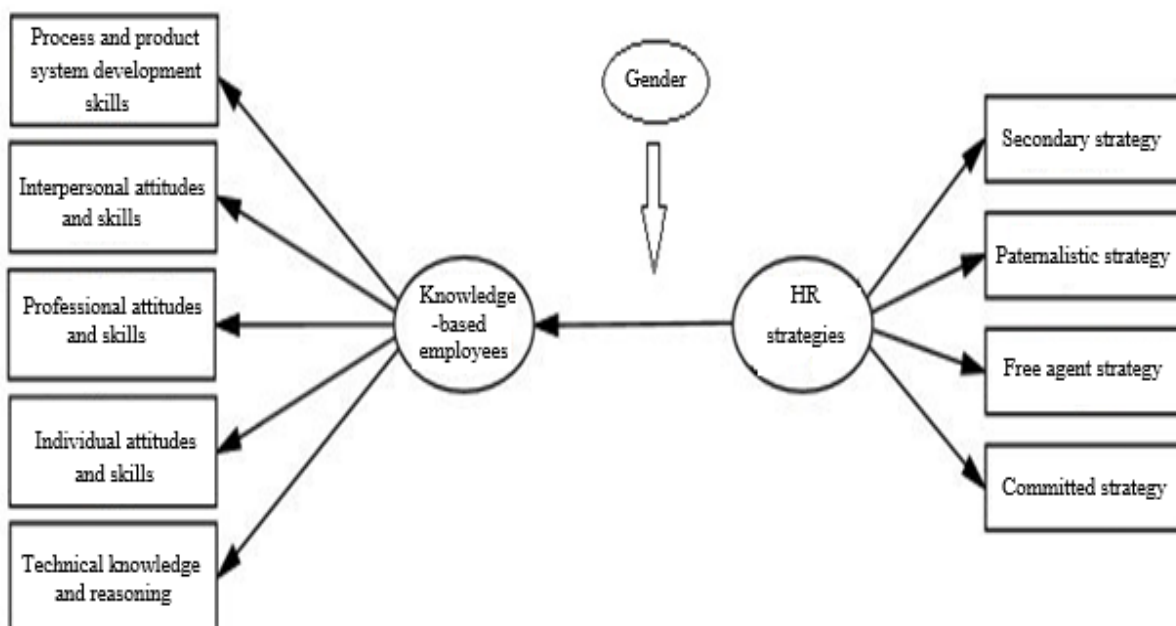 Process and product
system development
skills
Interpersonal attitudes
and skills
Professional attitudes
and skills
Individual attitudes
and skills
Technical knowledge
and reasoning
Knowledge
-based
employees
Gender
HR
strategies
Secondary strategy
Paternalistic strategy
Free agent strategy
Committed strategy